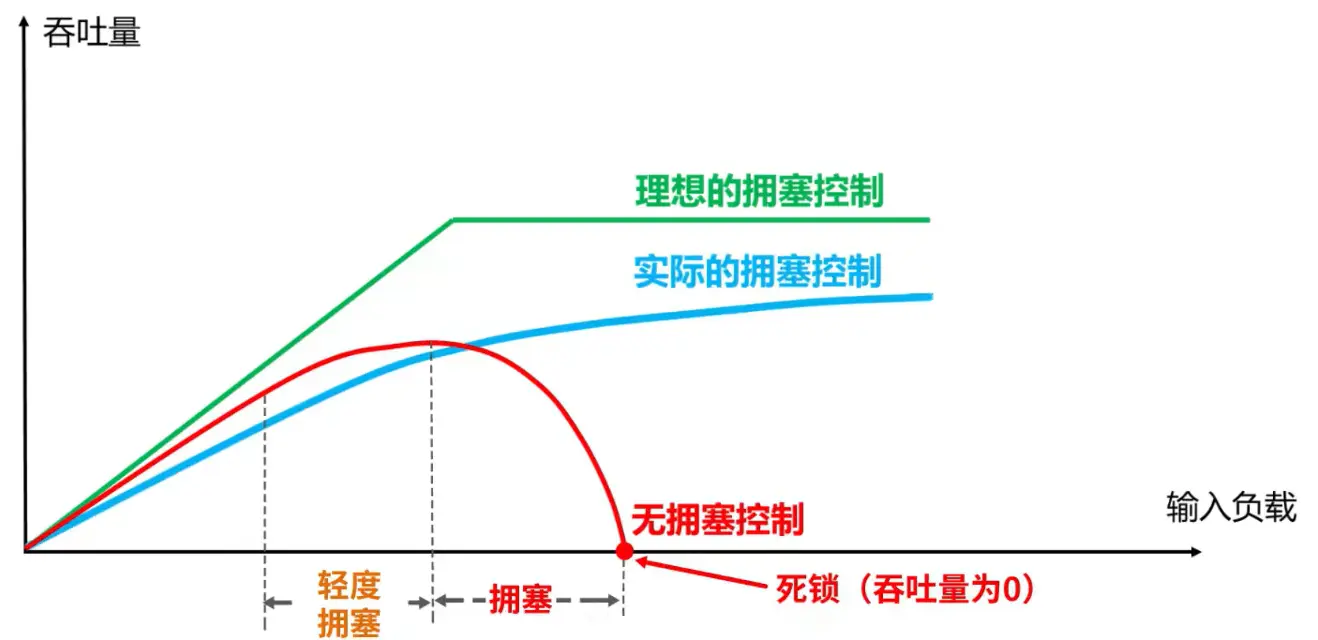 吞吐量
理想的拥塞控制
实际的拥塞控制
无拥塞控制
输入负载
轻度
拥塞
拥塞
死锁（吞吐量为0）